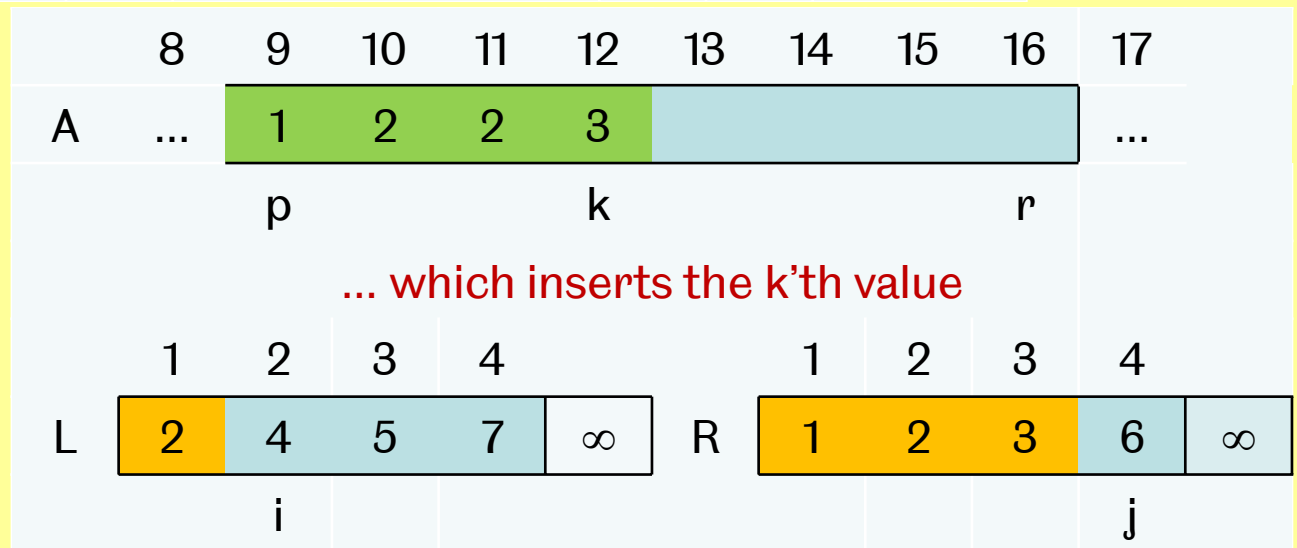 8 9 10 11 12 13 14 15 16 17
A ... 1 2 2 3 ...
p k r
... which inserts the k’th value
1 2 3 4 1 2 3 4
L 2 4 5 7 ∞ R 1 2 3 6 ∞
i j